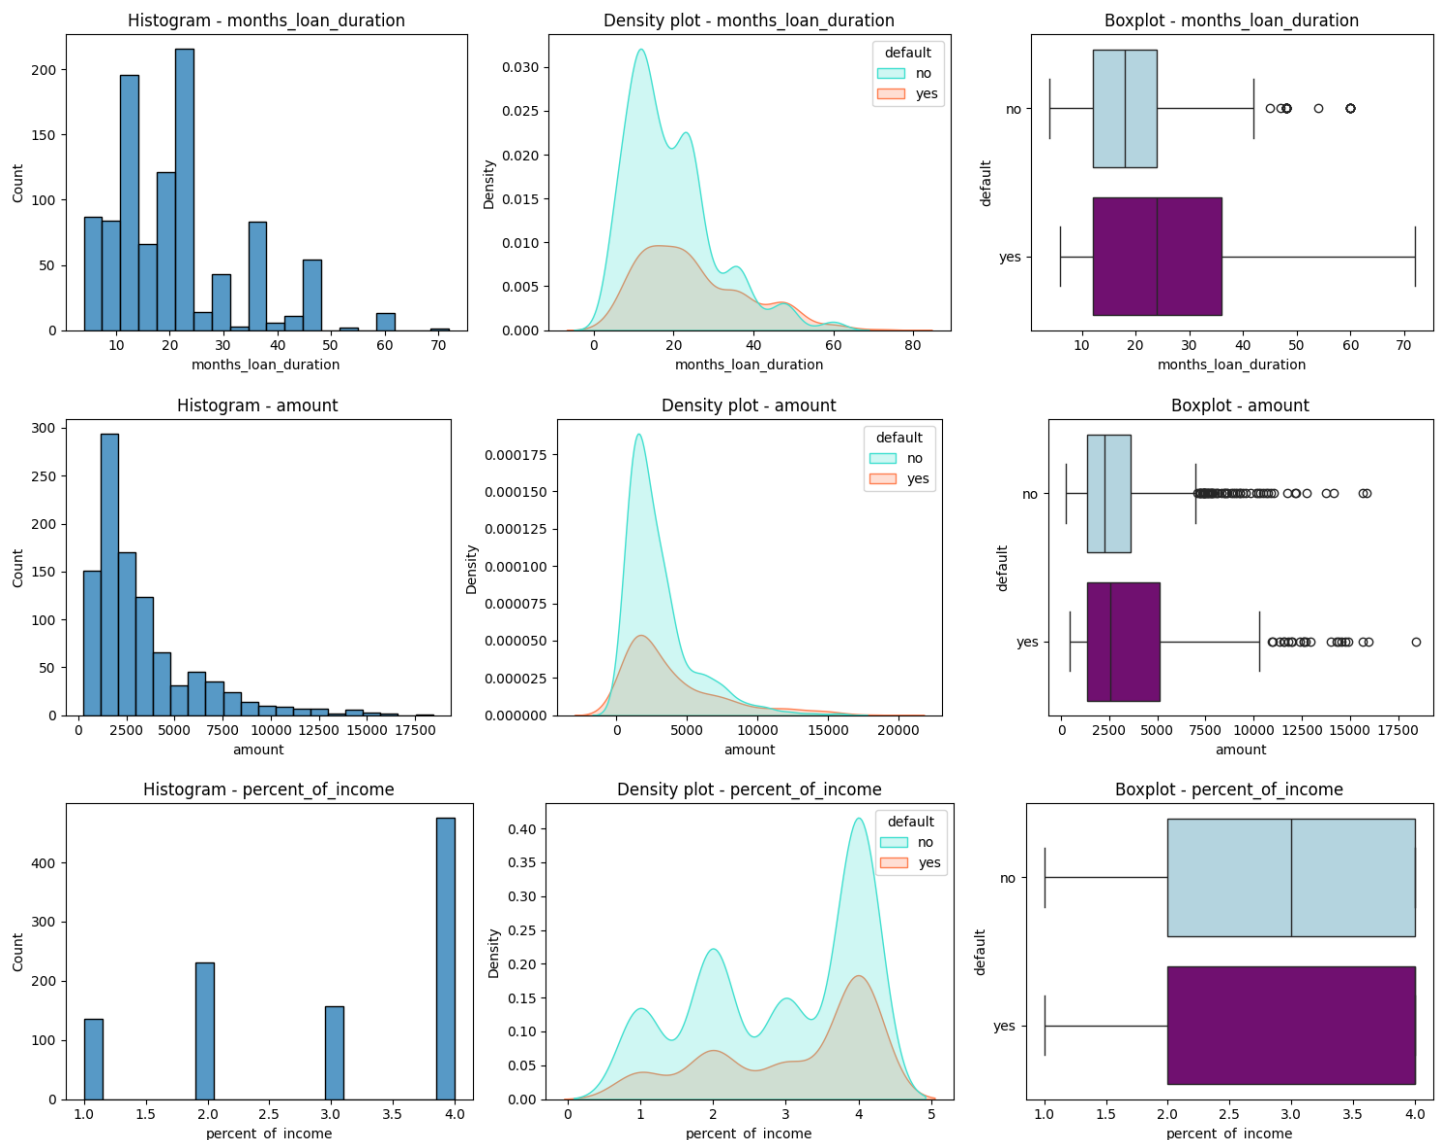 Histogram - months_loan_duration
200
150
100
50
0
Count
10 20 30 40 50 60 70
months_loan_duration
Density plot - months_loan_duration
0.030
0.025
0.020
0.015
0.010
0.005
0.000
Density
0 20 40 60 80
months_loan_duration
default
no
yes
Boxplot - months_loan_duration
no
yes
default
10 20 30 40 50 60 70
months_loan_duration
Histogram - amount
300
250
200
150
100
50
0
Count
0 2500 5000 7500 10000 12500 15000 17500
amount
Density plot - amount
0.000175
0.000150
0.000125
0.000100
0.000075
0.000050
0.000025
0.000000
Density
0 5000 10000 15000 20000
amount
default
no
yes
Boxplot - amount
no
yes
default
0 2500 5000 7500 10000 12500 15000 17500
amount
Histogram - percent_of_income
400
300
200
100
0
Count
1.0 1.5 2.0 2.5 3.0 3.5 4.0
percent_of_income
Density plot - percent_of_income
0.40
0.35
0.30
0.25
0.20
0.15
0.10
0.05
0.00
Density
0 1 2 3 4 5
percent_of_income
default
no
yes
Boxplot - percent_of_income
no
yes
default
1.0 1.5 2.0 2.5 3.0 3.5 4.0
percent_of_income